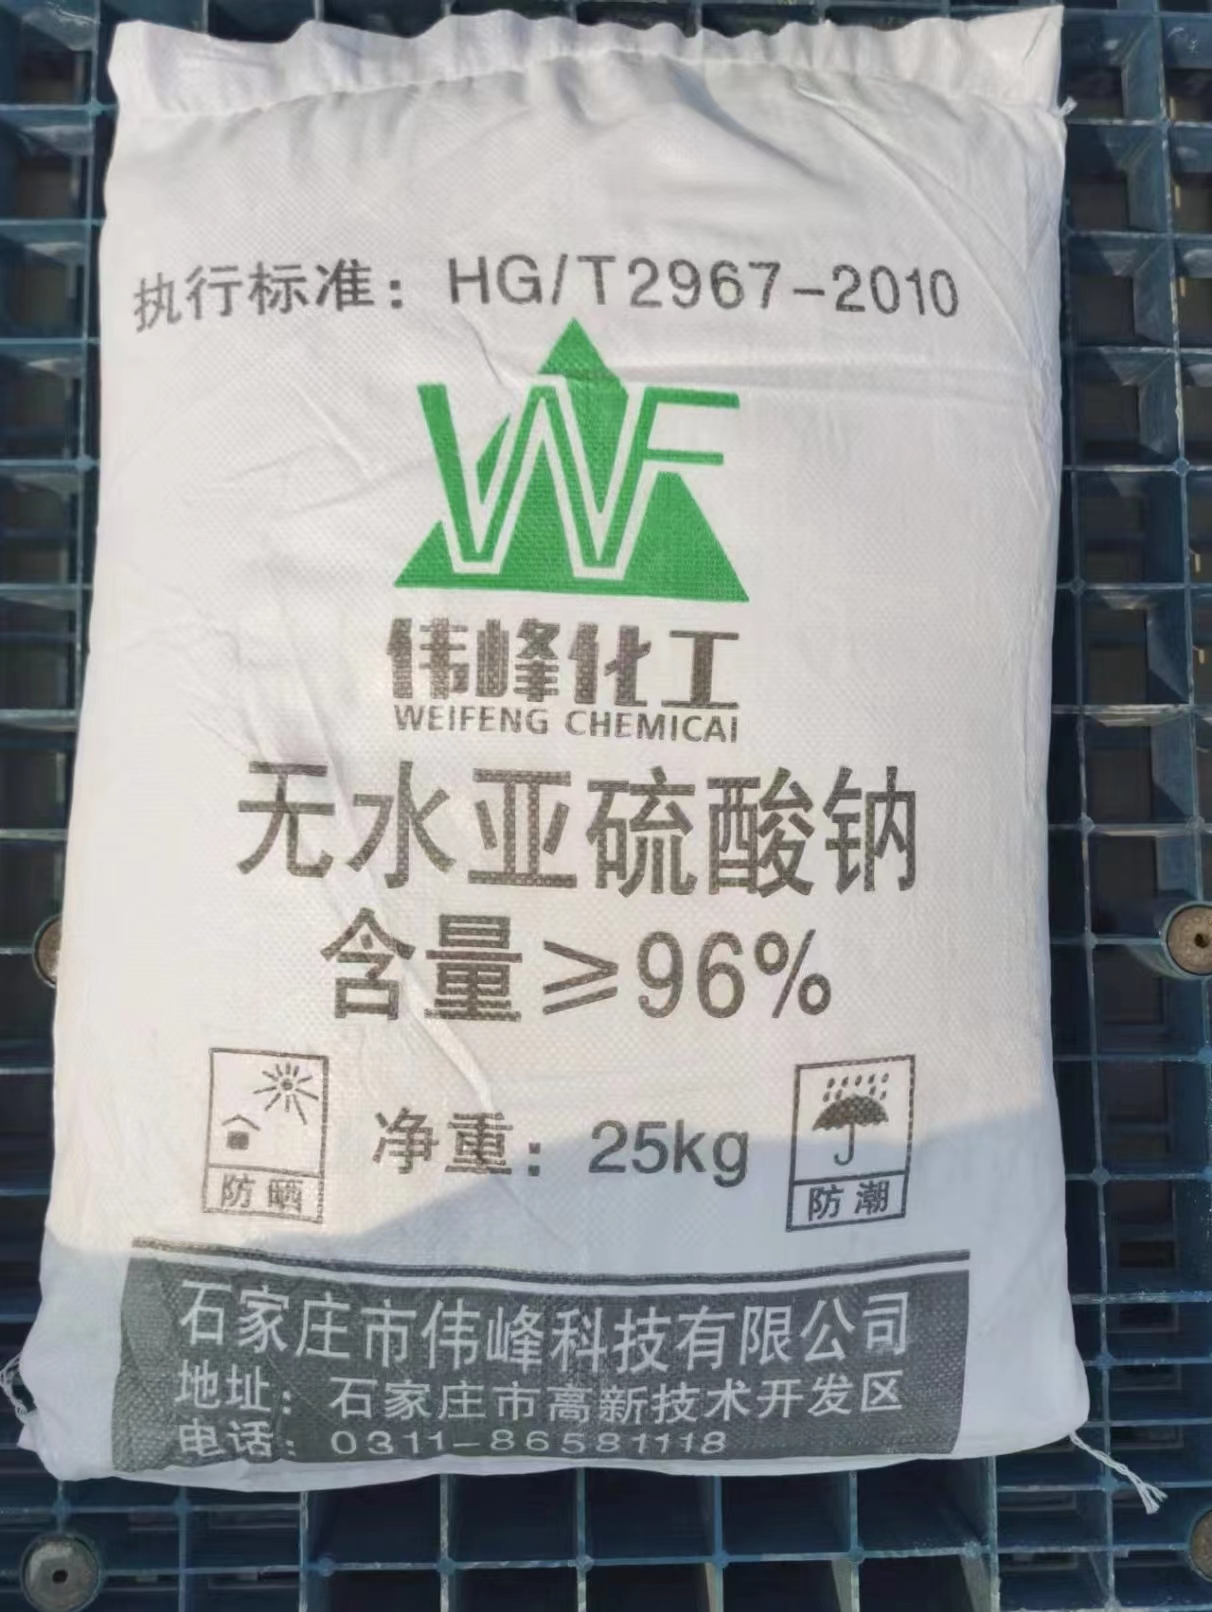 执行标准：HG/T2967-2010
WF
伟峰化工
WEIFENG CHEMICAl
无水亚硫酸钠
含量≥96%
净重：25kg
防晒
防潮
石家庄市伟峰科技有限公司
地址：石家庄市高新技术开发区
电话：0311-86581118